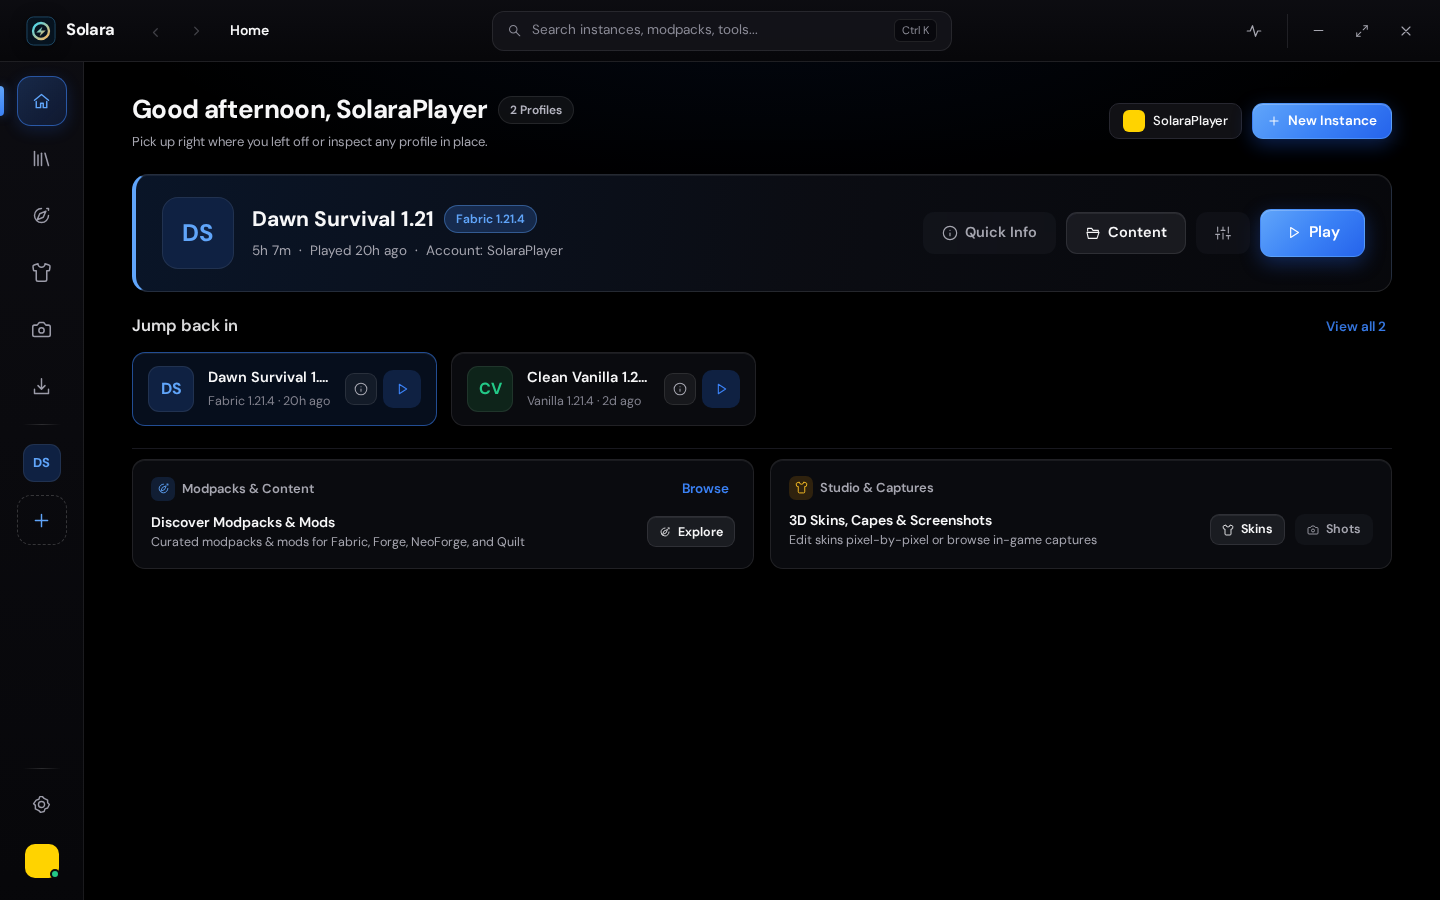 Solara
Home
Search instances, modpacks, tools...
Ctrl K
Good afternoon, SolaraPlayer
2 Profiles
Pick up right where you left off or inspect any profile in place.
SolaraPlayer
New Instance
DS
Dawn Survival 1.21
Fabric 1.21.4
5h 7m · Played 20h ago · Account: SolaraPlayer
Quick Info
Content
Play
Jump back in
View all 2
DS
Dawn Survival 1....
Fabric 1.21.4 · 20h ago
CV
Clean Vanilla 1.2...
Vanilla 1.21.4 · 2d ago
DS
Modpacks & Content
Browse
Discover Modpacks & Mods
Curated modpacks & mods for Fabric, Forge, NeoForge, and Quilt
Explore
Studio & Captures
3D Skins, Capes & Screenshots
Edit skins pixel-by-pixel or browse in-game captures
Skins
Shots